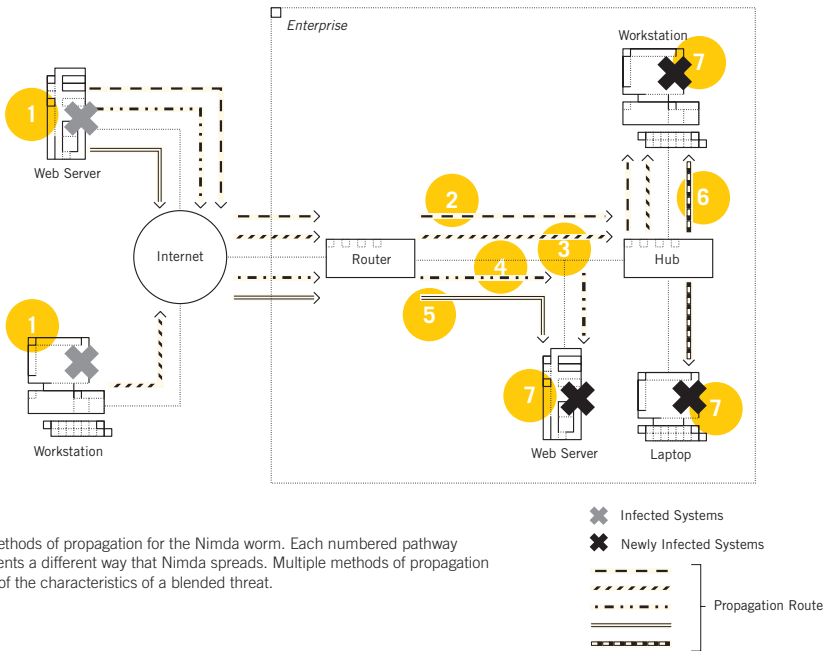 Enterprise
Workstation
7
1
Web Server
2
6
3
Internet
Router
4
Hub
5
1
7
7
Workstation
Web Server
Laptop
Infected Systems
Newly Infected Systems
Propagation Route
ethods of propagation for the Nimda worm. Each numbered pathway
ents a different way that Nimda spreads. Multiple methods of propagation
of the characteristics of a blended threat.